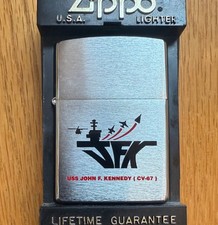 Zippo
U.S.A. LIGHTER
JFK
USS JOHN F. KENNEDY ( CV-67 )
LIFETIME GUARANTEE